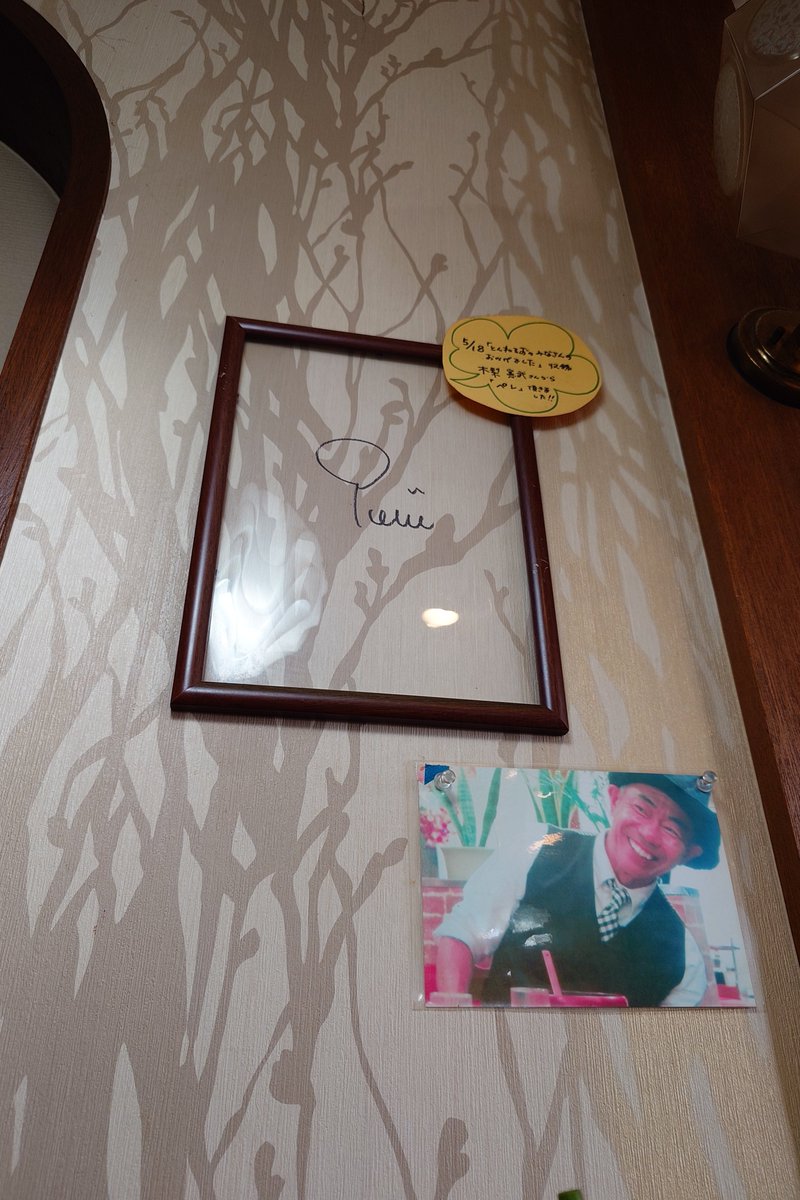 5/18「とんねるずのみなさんの
おかげでした」収録
木梨 憲武さんから
「ペレ」頂きま
した!!
Pelé